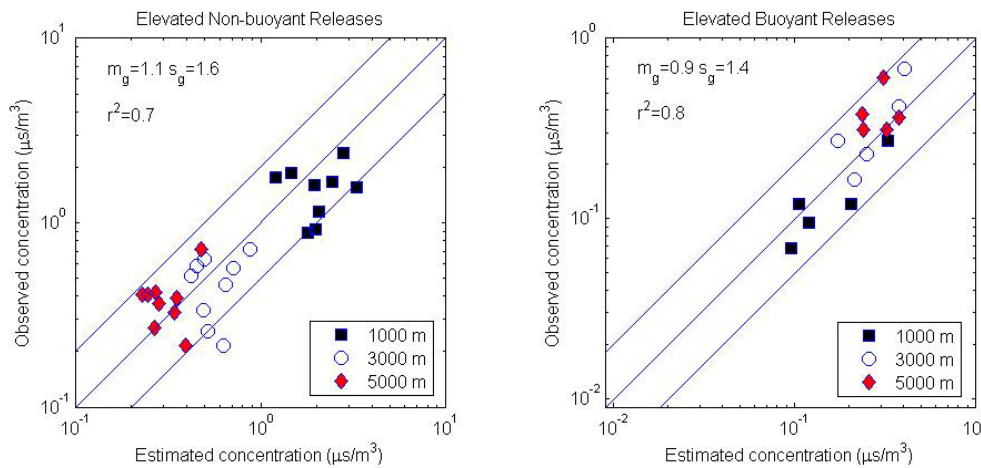 Elevated Non-buoyant Releases
m_g=1.1 s_g=1.6
r²=0.7
Observed concentration (μs/m³)
10¹
10⁰
10⁻¹
10⁻¹
10⁰
10¹
1000 m
3000 m
5000 m
Estimated concentration (μs/m³)
Elevated Buoyant Releases
m_g=0.9 s_g=1.4
r²=0.8
Observed concentration (μs/m³)
10⁰
10⁻¹
10⁻²
10⁻²
10⁻¹
10
1000 m
3000 m
5000 m
Estimated concentration (μs/m³)